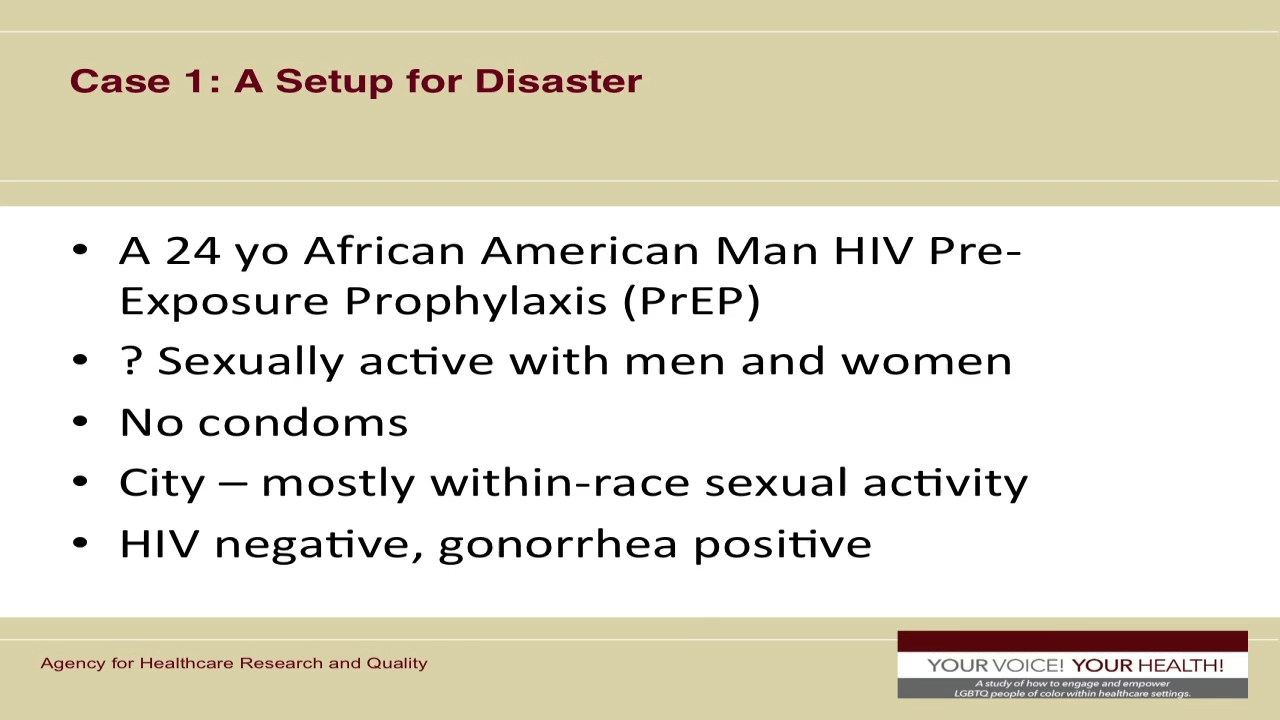 Case 1: A Setup for Disaster
• A 24 yo African American Man HIV Pre-
Exposure Prophylaxis (PrEP)
• ? Sexually active with men and women
• No condoms
• City – mostly within-race sexual activity
• HIV negative, gonorrhea positive
Agency for Healthcare Research and Quality
YOUR VOICE! YOUR HEALTH!
A study of how to engage and empower
LGBTQ people of color within healthcare settings.